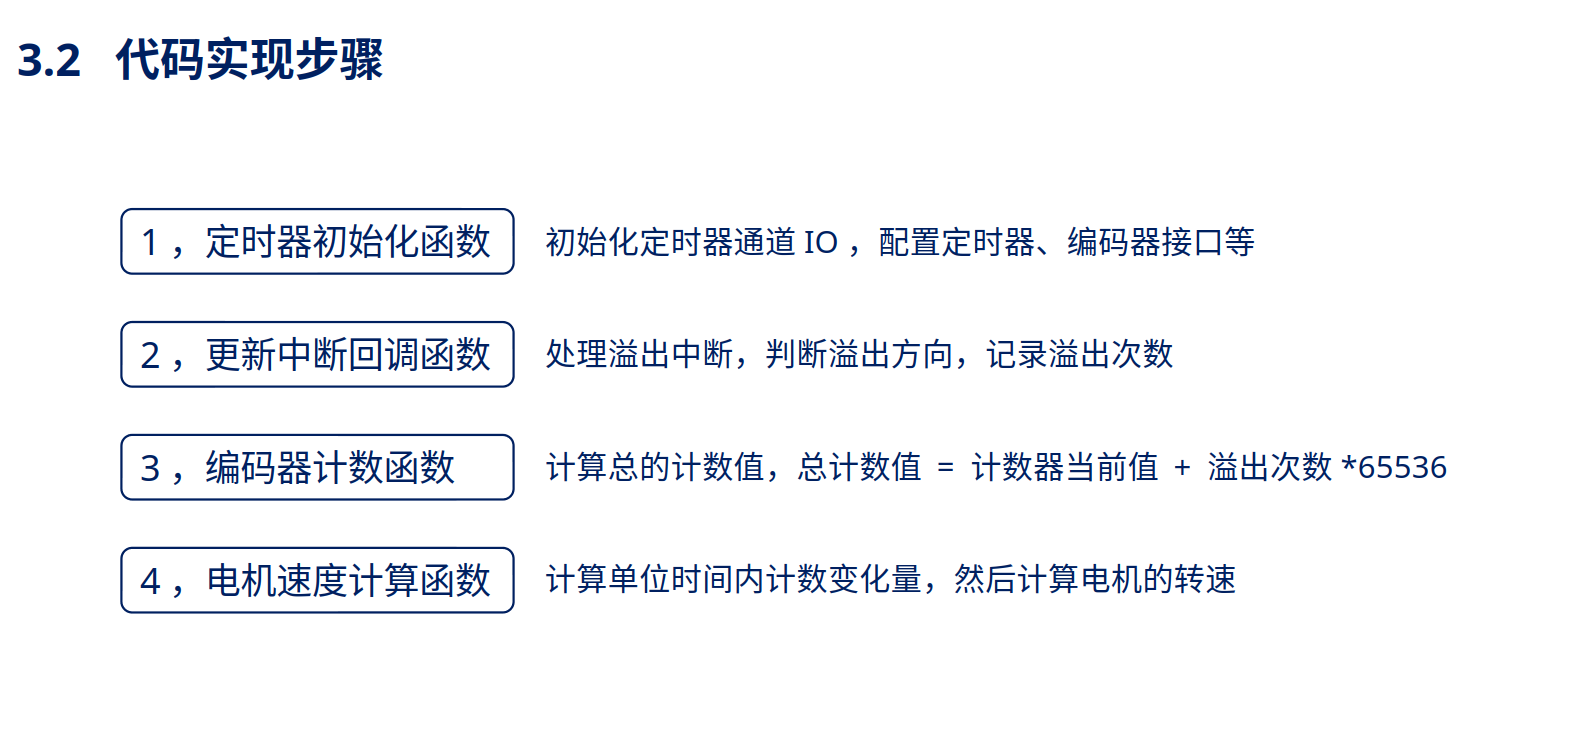 3.2 代码实现步骤
1，定时器初始化函数 初始化定时器通道 IO ，配置定时器、编码器接口等
2，更新中断回调函数 处理溢出中断，判断溢出方向，记录溢出次数
3，编码器计数函数 计算总的计数值，总计数值 = 计数器当前值 + 溢出次数 *65536
4，电机速度计算函数 计算单位时间内计数变化量，然后计算电机的转速